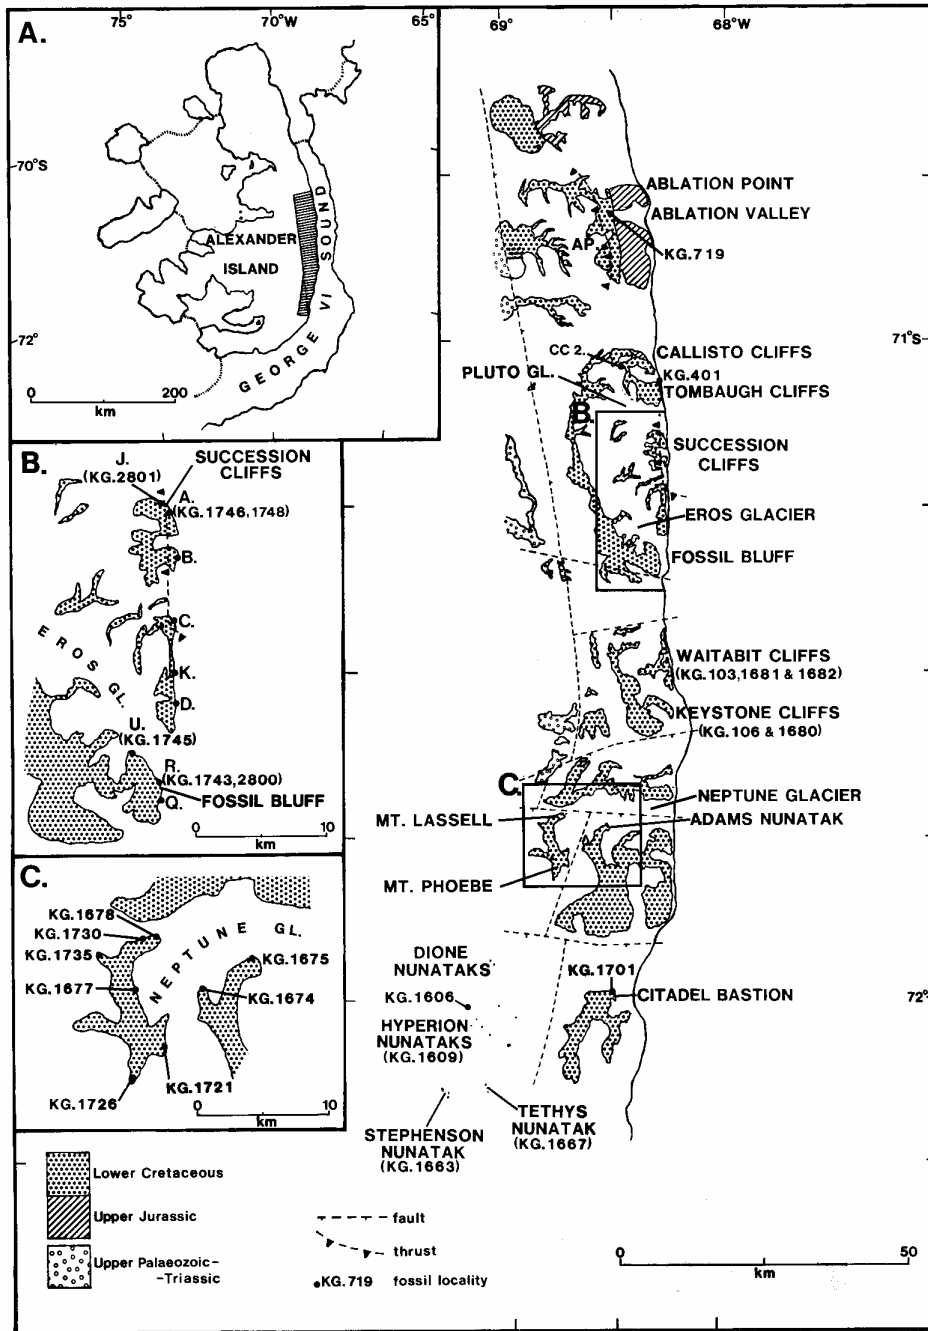 A.
75°
70°W
65°
70°S
72°
ALEXANDER
ISLAND
GEORGE VI SOUND
0
200
km
69°
68°W
ABLATION POINT
ABLATION VALLEY
AP.
KG.719
71°S
CC 2.
CALLISTO CLIFFS
PLUTO GL.
KG.401
TOMBAUGH CLIFFS
B.
SUCCESSION
CLIFFS
EROS GLACIER
FOSSIL BLUFF
WAITABIT CLIFFS
(KG.103,1681 & 1682)
KEYSTONE CLIFFS
(KG.106 & 1680)
C.
NEPTUNE GLACIER
MT. LASSELL
ADAMS NUNATAK
MT. PHOEBE
DIONE
NUNATAKS
KG.1701
KG.1606
CITADEL BASTION
72°
HYPERION
NUNATAKS
(KG.1609)
TETHYS
NUNATAK
(KG.1667)
STEPHENSON
NUNATAK
(KG.1663)
0
50
km
B.
J.
(KG.2801)
SUCCESSION
CLIFFS
A.
(KG.1746,1748)
B.
C.
EROS GL.
K.
D.
U.
(KG.1745)
R.
(KG.1743,2800)
FOSSIL BLUFF
Q.
0
10
km
C.
KG.1678
KG.1730
KG.1735
NEPTUNE GL.
KG.1675
KG.1677
KG.1674
KG.1721
KG.1726
0
10
km
Lower Cretaceous
Upper Jurassic
Upper Palaeozoic-
-Triassic
fault
thrust
KG.719 fossil locality